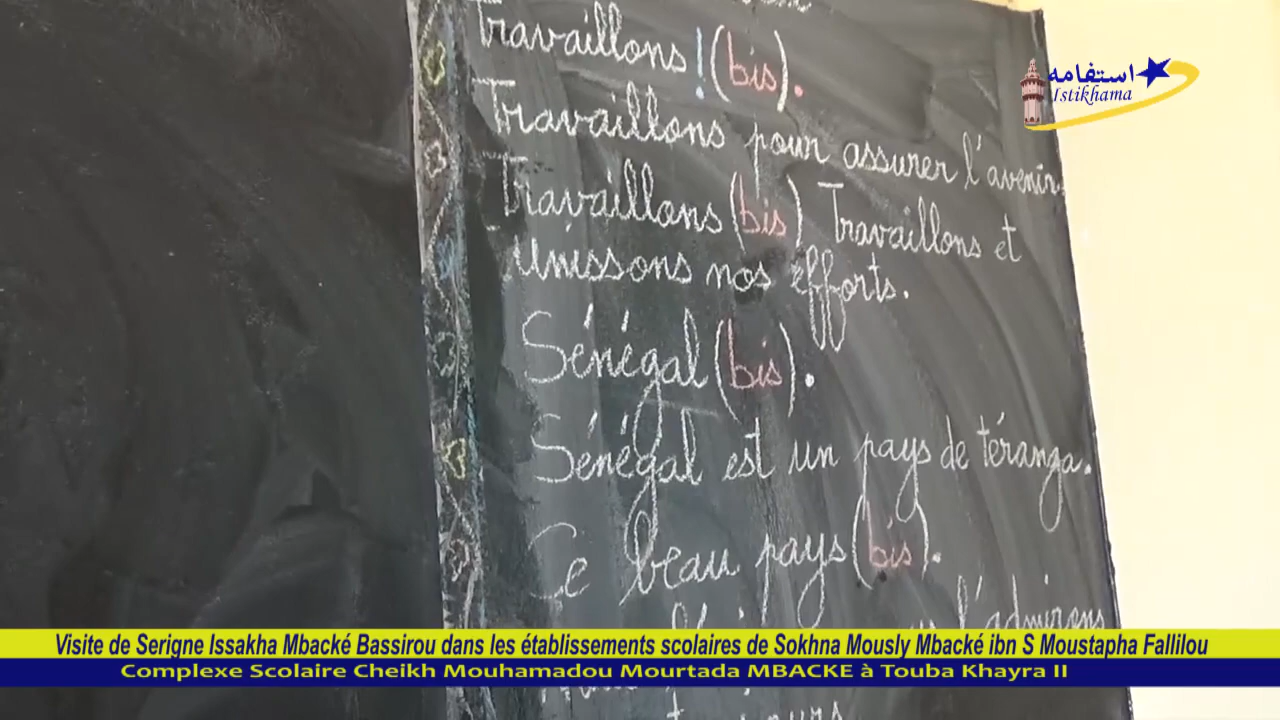 Travaillons ! (bis).
Travaillons pour assurer l'avenir.
Travaillons (bis) Travaillons et
unissons nos éfforts.
Sénégal (bis).
Sénégal est un pays de téranga.
Ce beau pays (bis).
l'admirons
استقامه
Istikhama
Visite de Serigne Issakha Mbacké Bassirou dans les établissements scolaires de Sokhna Mously Mbacké ibn S Moustapha Fallilou
Complexe Scolaire Cheikh Mouhamadou Mourtada MBACKE à Touba Khayra II